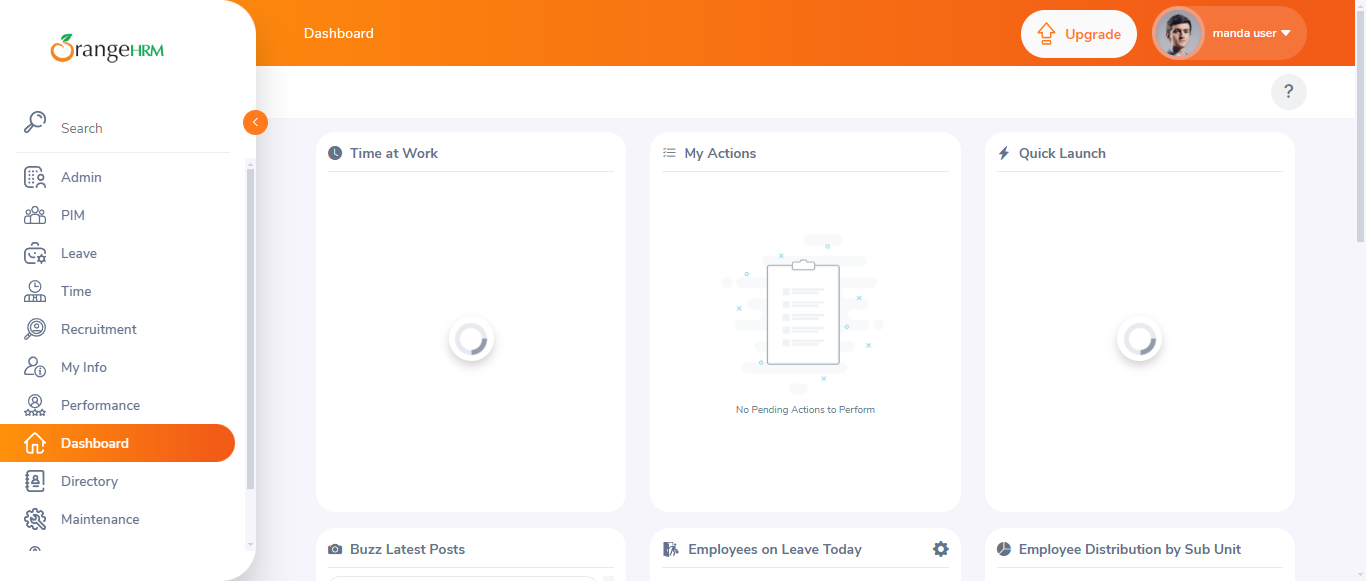 OrangeHRM
Search
Admin
PIM
Leave
Time
Recruitment
My Info
Performance
Dashboard
Directory
Maintenance
Dashboard
Upgrade
manda user
?
Time at Work
My Actions
No Pending Actions to Perform
Quick Launch
Buzz Latest Posts
Employees on Leave Today
Employee Distribution by Sub Unit